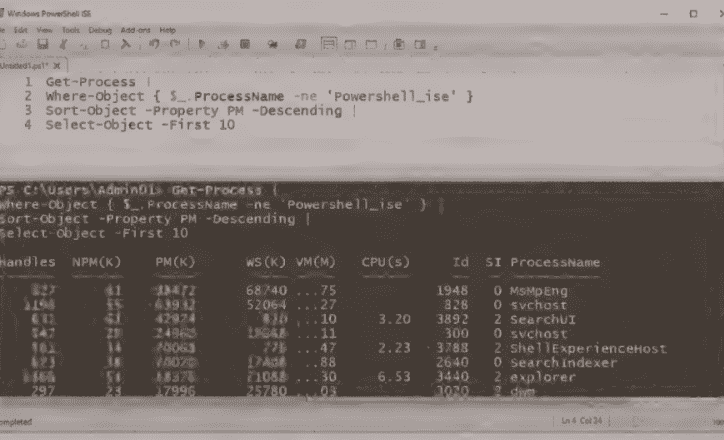 Windows PowerShell ISE
Edit View Tools Debug Add-ons Help
Untitled1.ps1* X
1 Get-Process |
2 Where-Object { $_.ProcessName -ne 'Powershell_ise' }
3 Sort-Object -Property PM -Descending |
4 Select-Object -First 10
PS C:\Users\Admin01> Get-Process |
Where-Object { $_.ProcessName -ne 'Powershell_ise' } |
Sort-Object -Property PM -Descending |
Select-Object -First 10
Handles NPM(K) PM(K) WS(K) VM(M) CPU(s) Id SI ProcessName
68740 ...75 1948 0 MsMpEng
52064 ...27 828 0 svchost
...10 3.20 3892 2 SearchUI
...11 300 0 svchost
...47 2.23 3788 2 ShellExperienceHost
...88 2640 0 SearchIndexer
...30 6.53 3440 2 explorer
297 23 17996 25780 ...03 2 dwm
Completed
Ln 4 Col 24